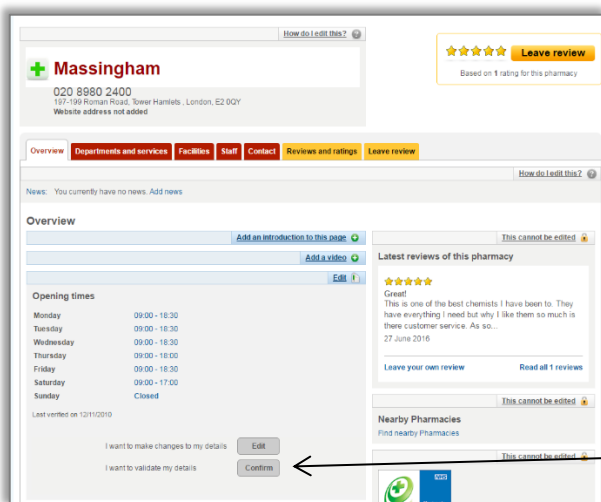 How do I edit this?
Massingham
020 8980 2400
197-199 Roman Road, Tower Hamlets , London, E2 0QY
Website address not added
Leave review
Based on 1 rating for this pharmacy
Overview Departments and services Facilities Staff Contact Reviews and ratings Leave review
How do I edit this?
News: You currently have no news. Add news
Overview
Add an introduction to this page
Add a video
Edit
Opening times
Monday 09:00 - 18:30
Tuesday 09:00 - 18:30
Wednesday 09:00 - 18:30
Thursday 09:00 - 18:00
Friday 09:00 - 18:30
Saturday 09:00 - 17:00
Sunday Closed
Last verified on 12/11/2010
I want to make changes to my details Edit
I want to validate my details Confirm
This cannot be edited
Latest reviews of this pharmacy
Great!
This is one of the best chemists I have been to. They
have everything I need but why I like them so much is
there customer service. As so...
27 June 2016
Leave your own review Read all 1 reviews
This cannot be edited
Nearby Pharmacies
Find nearby Pharmacies
This cannot be edited
NHS